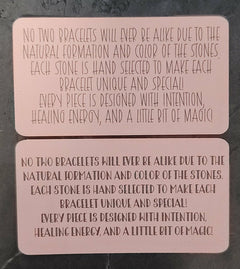 NO TWO BRACELETS WILL EVER BE ALIKE DUE TO THE
NATURAL FORMATION AND COLOR OF THE STONES.
EACH STONE IS HAND SELECTED TO MAKE EACH
BRACELET UNIQUE AND SPECIAL!
EVERY PIECE IS DESIGNED WITH INTENTION,
HEALING ENERGY, AND A LITTLE BIT OF MAGIC!
NO TWO BRACELETS WILL EVER BE ALIKE DUE TO THE
NATURAL FORMATION AND COLOR OF THE STONES.
EACH STONE IS HAND SELECTED TO MAKE EACH
BRACELET UNIQUE AND SPECIAL!
EVERY PIECE IS DESIGNED WITH INTENTION,
HEALING ENERGY, AND A LITTLE BIT OF MAGIC!